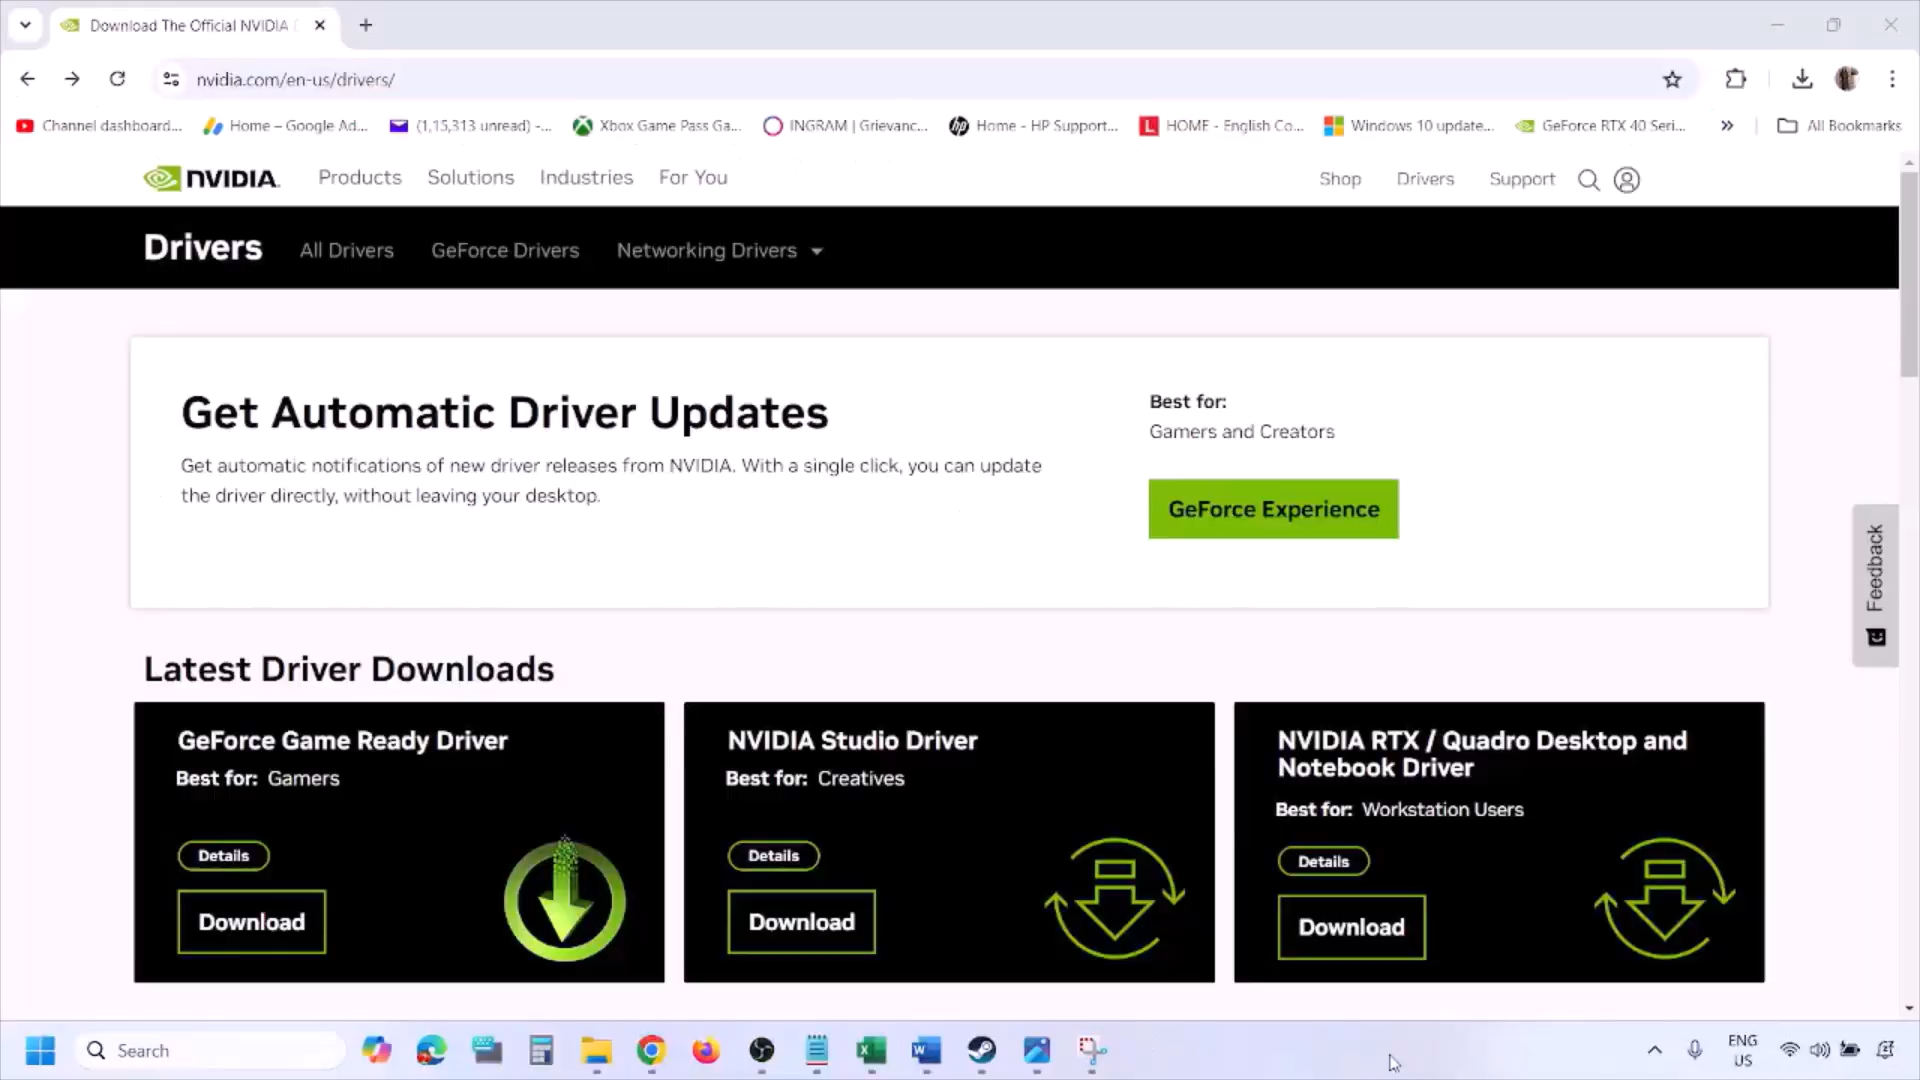 Download The Official NVIDIA
nvidia.com/en-us/drivers/
Channel dashboard...
Home – Google Ad...
(1,15,313 unread) -...
Xbox Game Pass Ga...
INGRAM | Grievanc...
Home - HP Support...
HOME - English Co...
Windows 10 update...
GeForce RTX 40 Seri...
All Bookmarks
NVIDIA.
Products
Solutions
Industries
For You
Shop
Drivers
Support
Drivers
All Drivers
GeForce Drivers
Networking Drivers
Get Automatic Driver Updates
Get automatic notifications of new driver releases from NVIDIA. With a single click, you can update
the driver directly, without leaving your desktop.
Best for:
Gamers and Creators
GeForce Experience
Feedback
Latest Driver Downloads
GeForce Game Ready Driver
Best for: Gamers
Details
Download
NVIDIA Studio Driver
Best for: Creatives
Details
Download
NVIDIA RTX / Quadro Desktop and
Notebook Driver
Best for: Workstation Users
Details
Download
Search
ENG
US